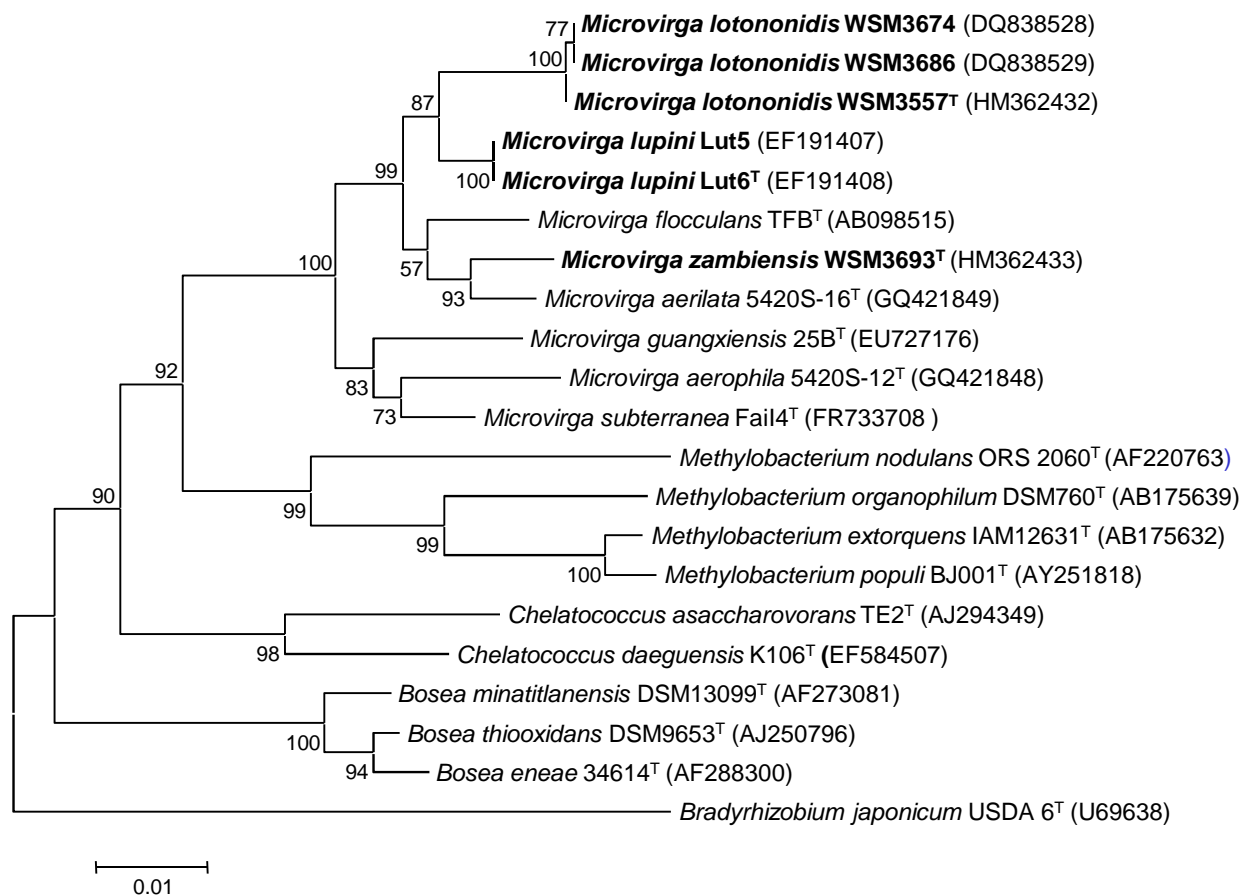 77
Microvirga lotononidis WSM3674 (DQ838528)
100
Microvirga lotononidis WSM3686 (DQ838529)
Microvirga lotononidis WSM3557ᵀ (HM362432)
87
Microvirga lupini Lut5 (EF191407)
99
100
Microvirga lupini Lut6ᵀ (EF191408)
Microvirga flocculans TFBᵀ (AB098515)
100
57
Microvirga zambiensis WSM3693ᵀ (HM362433)
93
Microvirga aerilata 5420S-16ᵀ (GQ421849)
Microvirga guangxiensis 25Bᵀ (EU727176)
92
83
Microvirga aerophila 5420S-12ᵀ (GQ421848)
73
Microvirga subterranea FaiI4ᵀ (FR733708 )
Methylobacterium nodulans ORS 2060ᵀ (AF220763)
90
99
Methylobacterium organophilum DSM760ᵀ (AB175639)
99
Methylobacterium extorquens IAM12631ᵀ (AB175632)
100
Methylobacterium populi BJ001ᵀ (AY251818)
Chelatococcus asaccharovorans TE2ᵀ (AJ294349)
98
Chelatococcus daeguensis K106ᵀ (EF584507)
Bosea minatitlanensis DSM13099ᵀ (AF273081)
100
Bosea thiooxidans DSM9653ᵀ (AJ250796)
94
Bosea eneae 34614ᵀ (AF288300)
Bradyrhizobium japonicum USDA 6ᵀ (U69638)
0.01